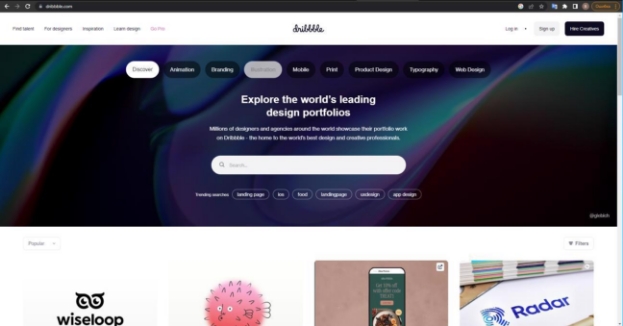 dribbble.com
Find talent For designers Inspiration Learn design Go Pro
dribbble
Log in Sign up Hire Creatives
Discover Animation Branding Illustration Mobile Print Product Design Typography Web Design
Explore the world's leading
design portfolios
Millions of designers and agencies around the world showcase their portfolio work
on Dribbble - the home to the world's best design and creative professionals.
Search...
Trending searches landing page ios food landingpage uxdesign app design
Popular
Filters
wiseloop
Radar